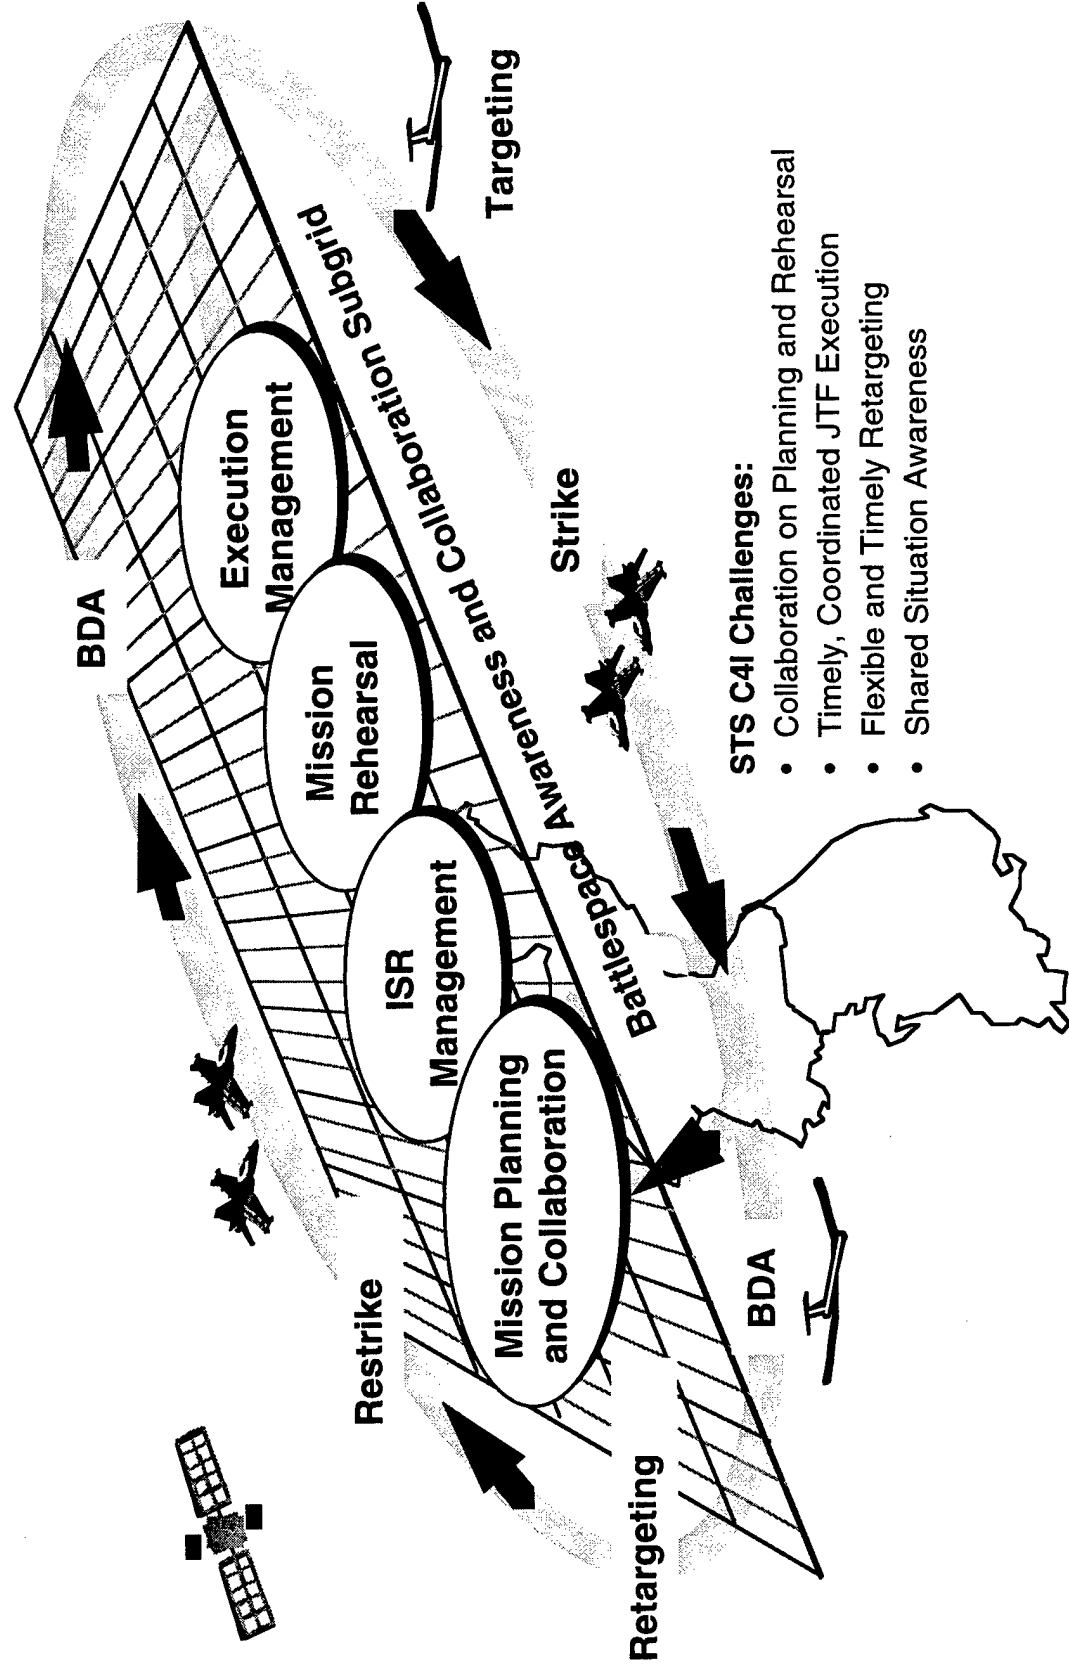 BDA
Execution
Management
Mission
Rehearsal
ISR
Management
Mission Planning
and Collaboration
Restrike
Retargeting
Battlespace Awareness and Collaboration Subgrid
Targeting
Strike
BDA
STS C4I Challenges:
• Collaboration on Planning and Rehearsal
• Timely, Coordinated JTF Execution
• Flexible and Timely Retargeting
• Shared Situation Awareness